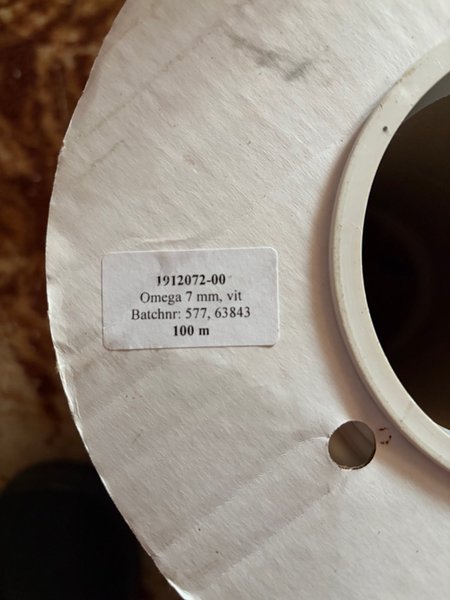 1912072-00
Omega 7 mm, vit
Batchnr: 577, 63843
100 m